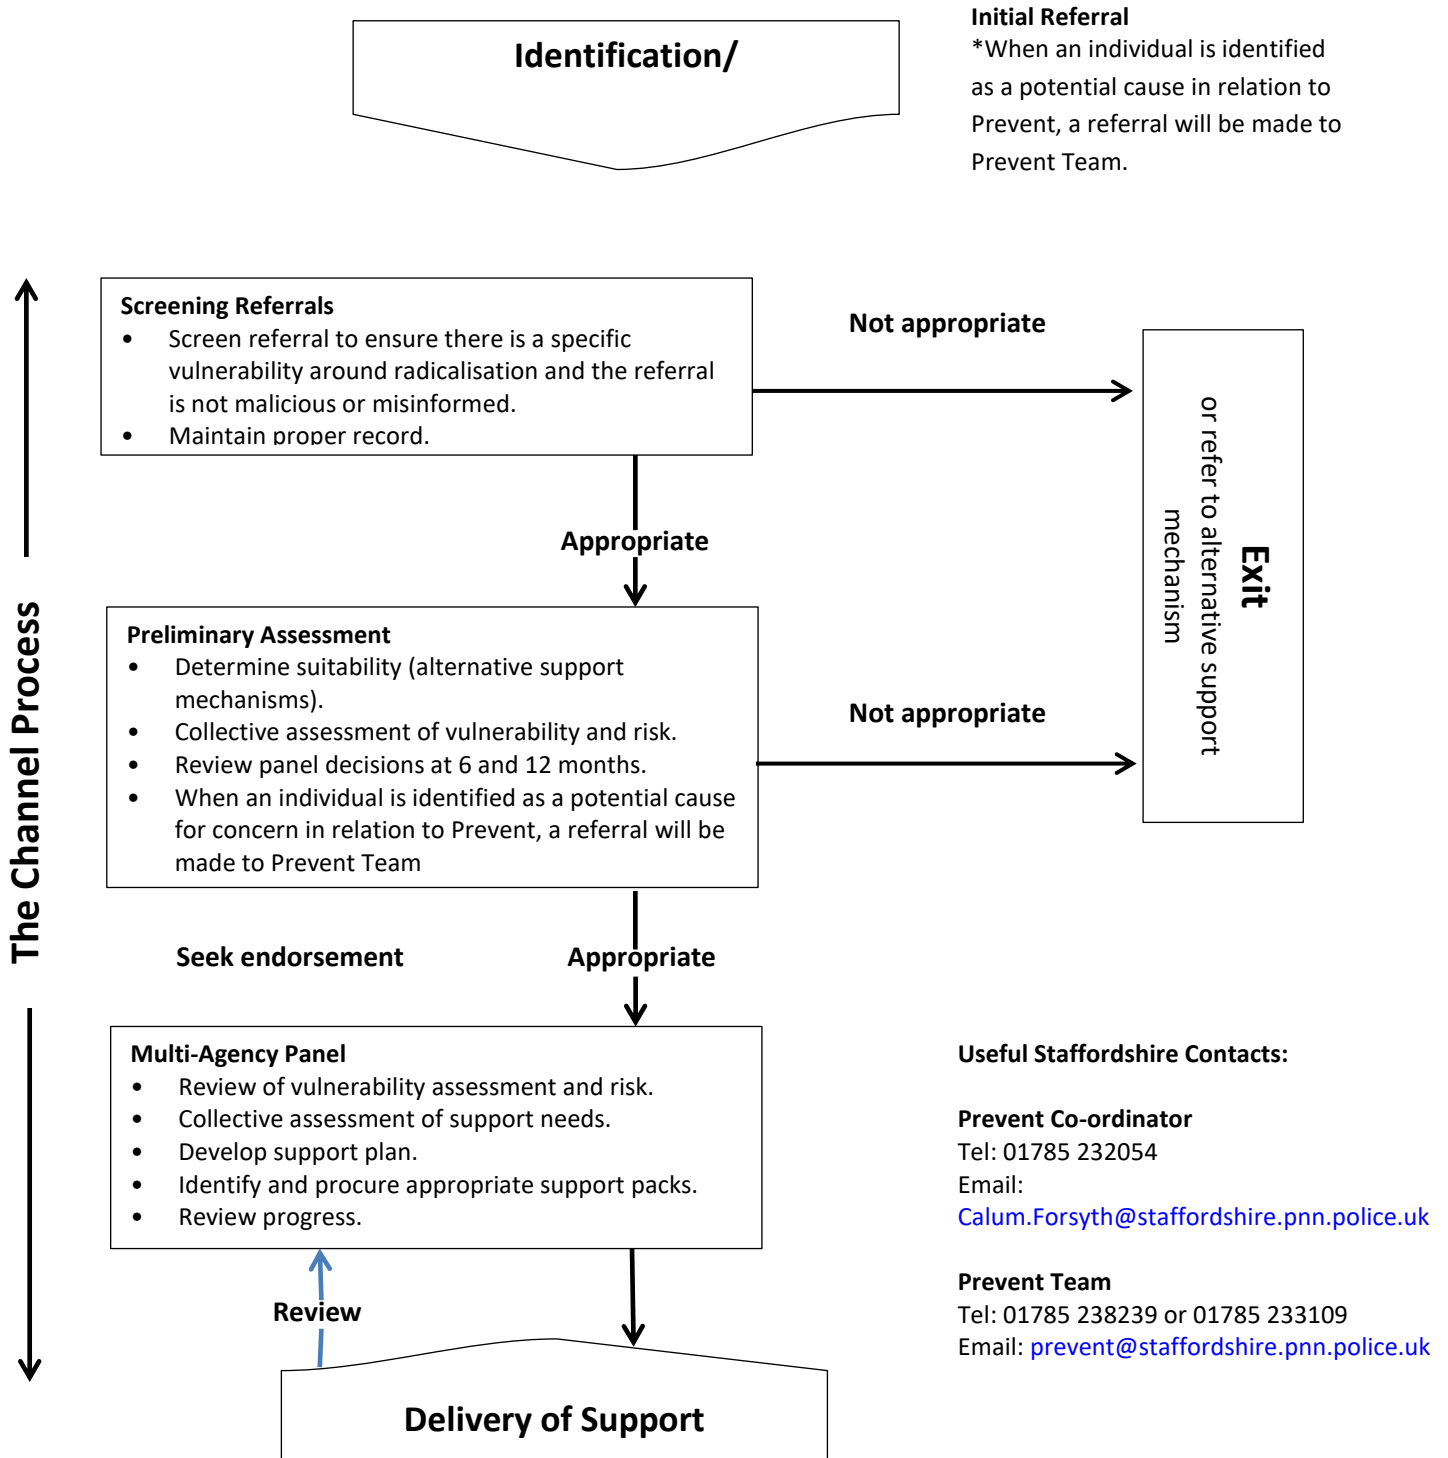 Identification/
Initial Referral
*When an individual is identified
as a potential cause in relation to
Prevent, a referral will be made to
Prevent Team.
The Channel Process
Screening Referrals
• Screen referral to ensure there is a specific
vulnerability around radicalisation and the referral
is not malicious or misinformed.
• Maintain proper record.
Not appropriate
Exit
or refer to alternative support
mechanism
Appropriate
Preliminary Assessment
• Determine suitability (alternative support
mechanisms).
• Collective assessment of vulnerability and risk.
• Review panel decisions at 6 and 12 months.
• When an individual is identified as a potential cause
for concern in relation to Prevent, a referral will be
made to Prevent Team
Not appropriate
Seek endorsement
Appropriate
Multi-Agency Panel
• Review of vulnerability assessment and risk.
• Collective assessment of support needs.
• Develop support plan.
• Identify and procure appropriate support packs.
• Review progress.
Review
Delivery of Support
Useful Staffordshire Contacts:
Prevent Co-ordinator
Tel: 01785 232054
Email:
Calum.Forsyth@staffordshire.pnn.police.uk
Prevent Team
Tel: 01785 238239 or 01785 233109
Email: prevent@staffordshire.pnn.police.uk